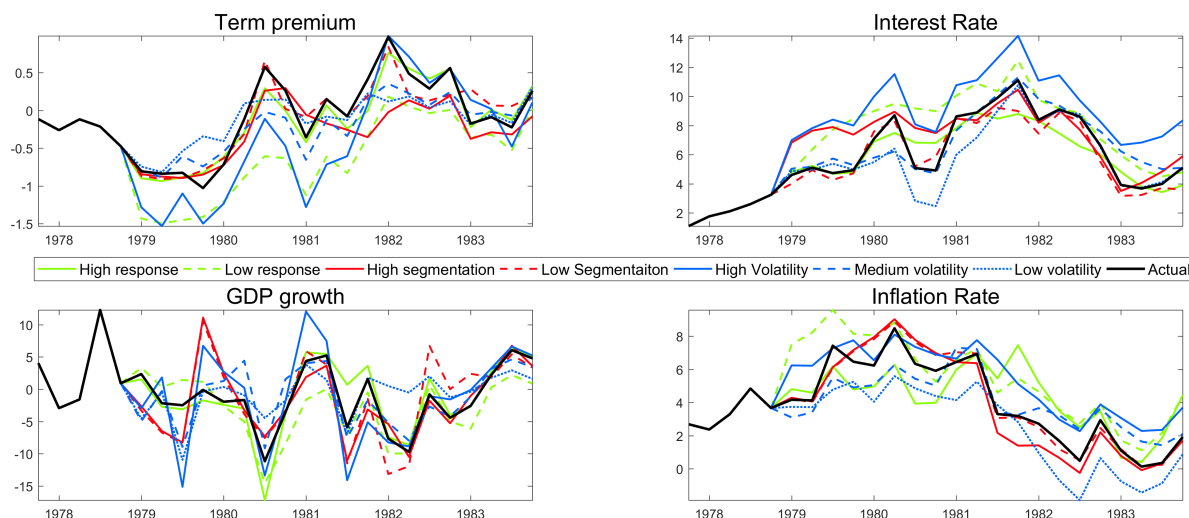 Term premium
0.5
0
-0.5
-1
-1.5
1978 1979 1980 1981 1982 1983
Interest Rate
14
12
10
8
6
4
2
1978 1979 1980 1981 1982 1983
High response Low response High segmentation Low Segmentaiton High Volatility Medium volatility Low volatility Actual
GDP growth
10
5
0
-5
-10
-15
1978 1979 1980 1981 1982 1983
Inflation Rate
8
6
4
2
0
1978 1979 1980 1981 1982 1983